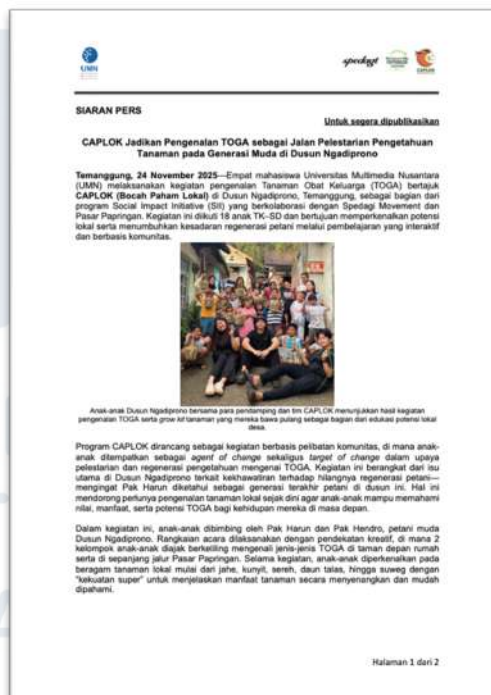 UMN
spedagi
CAPLOK
SIARAN PERS
Untuk segera dipublikasikan
CAPLOK Jadikan Pengenalan TOGA sebagai Jalan Pelestarian Pengetahuan
Tanaman pada Generasi Muda di Dusun Ngadiprono
Temanggung, 24 November 2025—Empat mahasiswa Universitas Multimedia Nusantara
(UMN) melaksanakan kegiatan pengenalan Tanaman Obat Keluarga (TOGA) bertajuk
CAPLOK (Bocah Paham Lokal) di Dusun Ngadiprono, Temanggung, sebagai bagian dari
program Social Impact Initiative (SII) yang berkolaborasi dengan Spedagi Movement dan
Pasar Papringan. Kegiatan ini diikuti 18 anak TK–SD dan bertujuan memperkenalkan potensi
lokal serta menumbuhkan kesadaran regenerasi petani melalui pembelajaran yang interaktif
dan berbasis komunitas.
Anak-anak Dusun Ngadiprono bersama para pendamping dan tim CAPLOK menunjukkan hasil kegiatan
pengenalan TOGA serta grow kit tanaman yang mereka bawa pulang sebagai bagian dari edukasi potensi lokal
desa.
Program CAPLOK dirancang sebagai kegiatan berbasis pelibatan komunitas, di mana anak-
anak ditempatkan sebagai agent of change sekaligus target of change dalam upaya
pelestarian dan regenerasi pengetahuan mengenai TOGA. Kegiatan ini berangkat dari isu
utama di Dusun Ngadiprono terkait kekhawatiran terhadap hilangnya regenerasi petani—
mengingat Pak Harun diketahui sebagai generasi terakhir petani di dusun ini. Hal ini
mendorong perlunya pengenalan tanaman lokal sejak dini agar anak-anak mampu memahami
nilai, manfaat, serta potensi TOGA bagi kehidupan mereka di masa depan.
Dalam kegiatan ini, anak-anak dibimbing oleh Pak Harun dan Pak Hendro, petani muda
Dusun Ngadiprono. Rangkaian acara dilaksanakan dengan pendekatan kreatif, di mana 2
kelompok anak-anak diajak berkeliling mengenali jenis-jenis TOGA di taman depan rumah
serta di sepanjang jalur Pasar Papringan. Selama kegiatan, anak-anak diperkenalkan pada
beragam tanaman lokal mulai dari jahe, kunyit, sereh, daun talas, hingga suweg dengan
"kekuatan super" untuk menjelaskan manfaat tanaman secara menyenangkan dan mudah
dipahami.
Halaman 1 dari 2